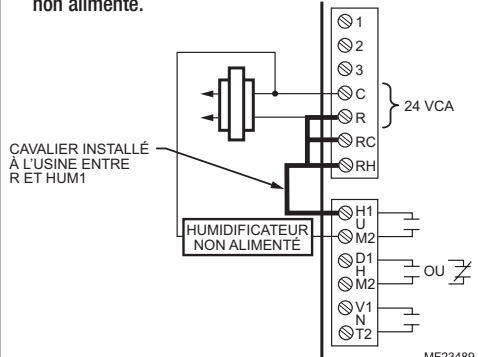 non alimenté.
1
2
3
C
R
24 VCA
RC
RH
CAVALIER INSTALLÉ
À L'USINE ENTRE
R ET HUM1
H1
U
M2
HUMIDIFICATEUR
NON ALIMENTÉ
D1
H
M2
OU
V1
N
T2